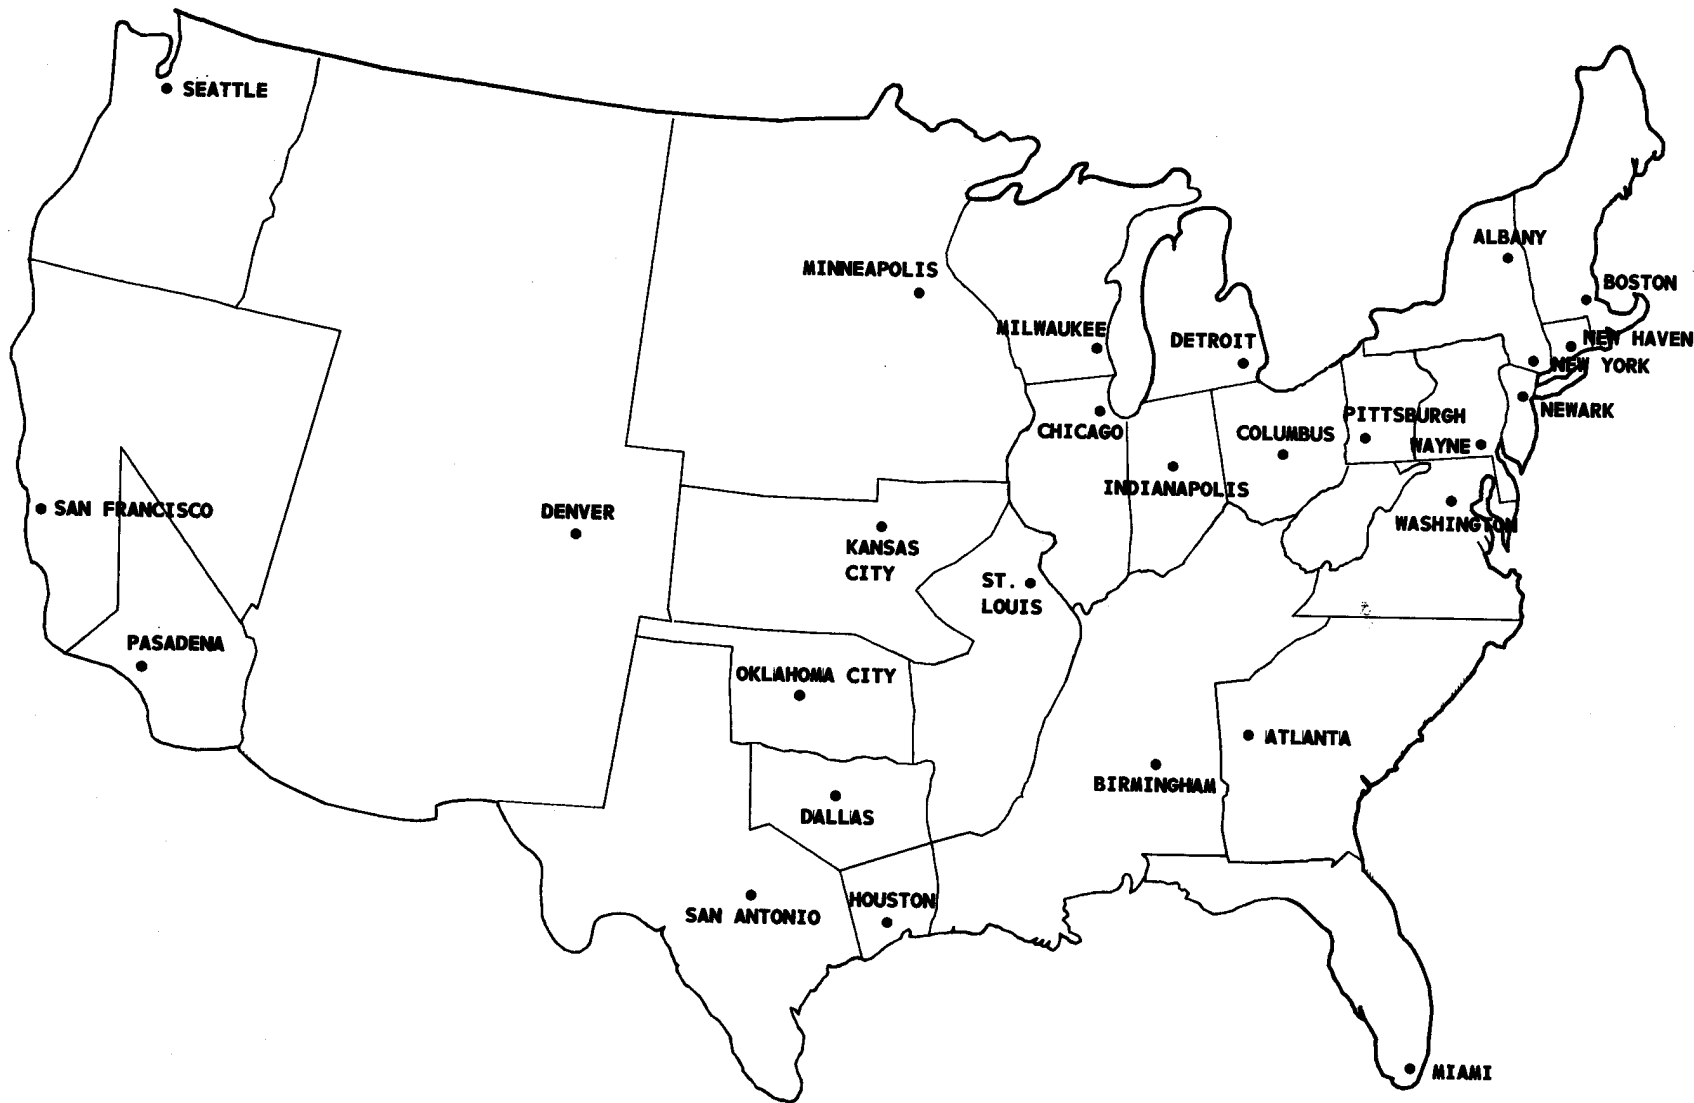 SEATTLE
ALBANY
MINNEAPOLIS
BOSTON
MILWAUKEE
DETROIT
NEW HAVEN
NEW YORK
NEWARK
PITTSBURGH
CHICAGO
COLUMBUS
WAYNE
INDIANAPOLIS
SAN FRANCISCO
DENVER
WASHINGTON
KANSAS
CITY
ST.
LOUIS
PASADENA
OKLAHOMA CITY
ATLANTA
BIRMINGHAM
DALLAS
HOUSTON
SAN ANTONIO
MIAMI